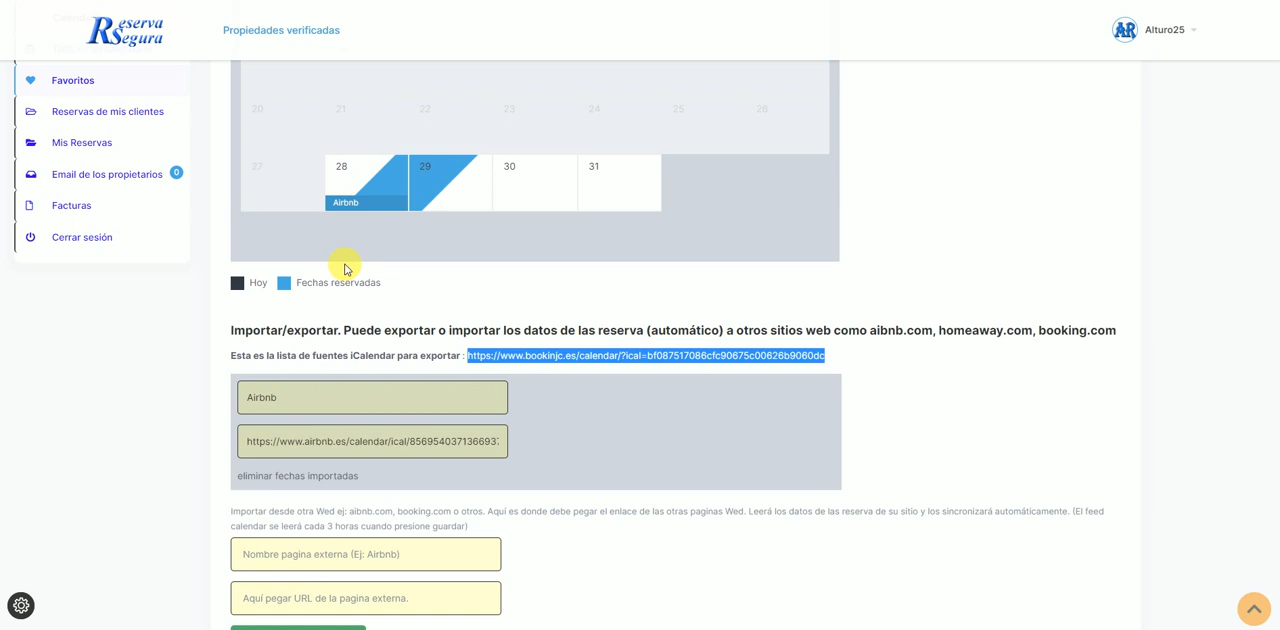 Reserva
Segura
Propiedades verificadas
Alturo25
Favoritos
Reservas de mis clientes
Mis Reservas
Email de los propietarios 0
Facturas
Cerrar sesión
20 21 22 23 24 25 26
27 28 29 30 31
Airbnb
Hoy Fechas reservadas
Importar/exportar. Puede exportar o importar los datos de las reserva (automático) a otros sitios web como aibnb.com, homeaway.com, booking.com
Esta es la lista de fuentes iCalendar para exportar : https://www.bookinjc.es/calendar/?ical=bf087517086cfc90675c00626b9060dc
Airbnb
https://www.airbnb.es/calendar/ical/856954037136693
eliminar fechas importadas
Importar desde otra Wed ej: aibnb.com, booking.com o otros. Aquí es donde debe pegar el enlace de las otras paginas Wed. Leerá los datos de las reserva de su sitio y los sincronizará automáticamente. (El feed
calendar se leerá cada 3 horas cuando presione guardar)
Nombre pagina externa (Ej: Airbnb)
Aquí pegar URL de la pagina externa.